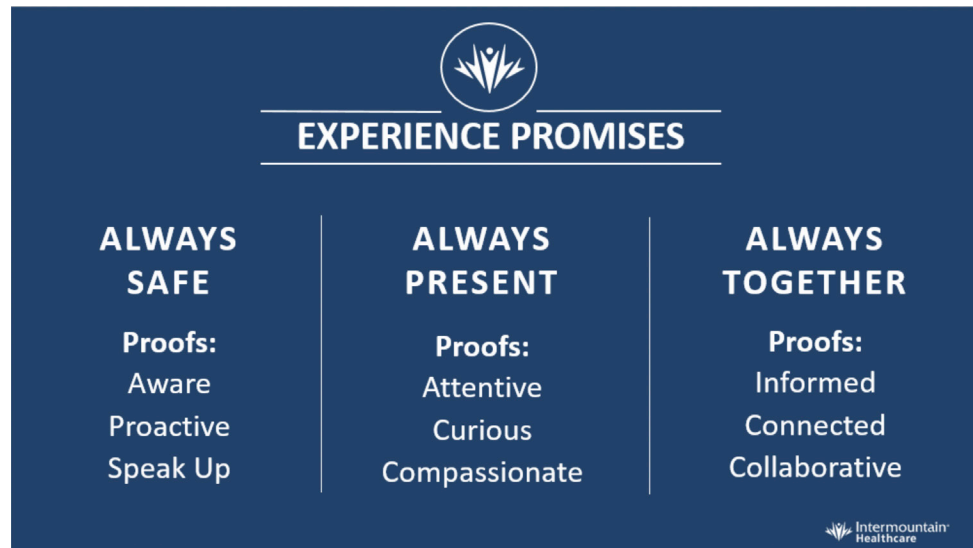 EXPERIENCE PROMISES
ALWAYS
SAFE
Proofs:
Aware
Proactive
Speak Up
ALWAYS
PRESENT
Proofs:
Attentive
Curious
Compassionate
ALWAYS
TOGETHER
Proofs:
Informed
Connected
Collaborative
Intermountain
Healthcare